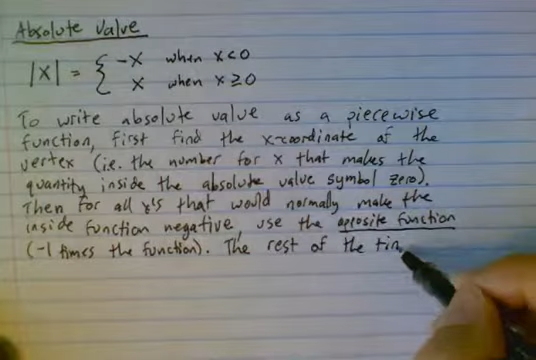 Absolute Value
|x| = { -x when x < 0
x when x ≥ 0
To write absolute value as a piecewise
function, first find the x-coordinate of the
vertex (i.e. the number for x that makes the
quantity inside the absolute value symbol zero).
Then for all x's that would normally make the
inside function negative, use the opposite function
(-1 times the function). The rest of the tim